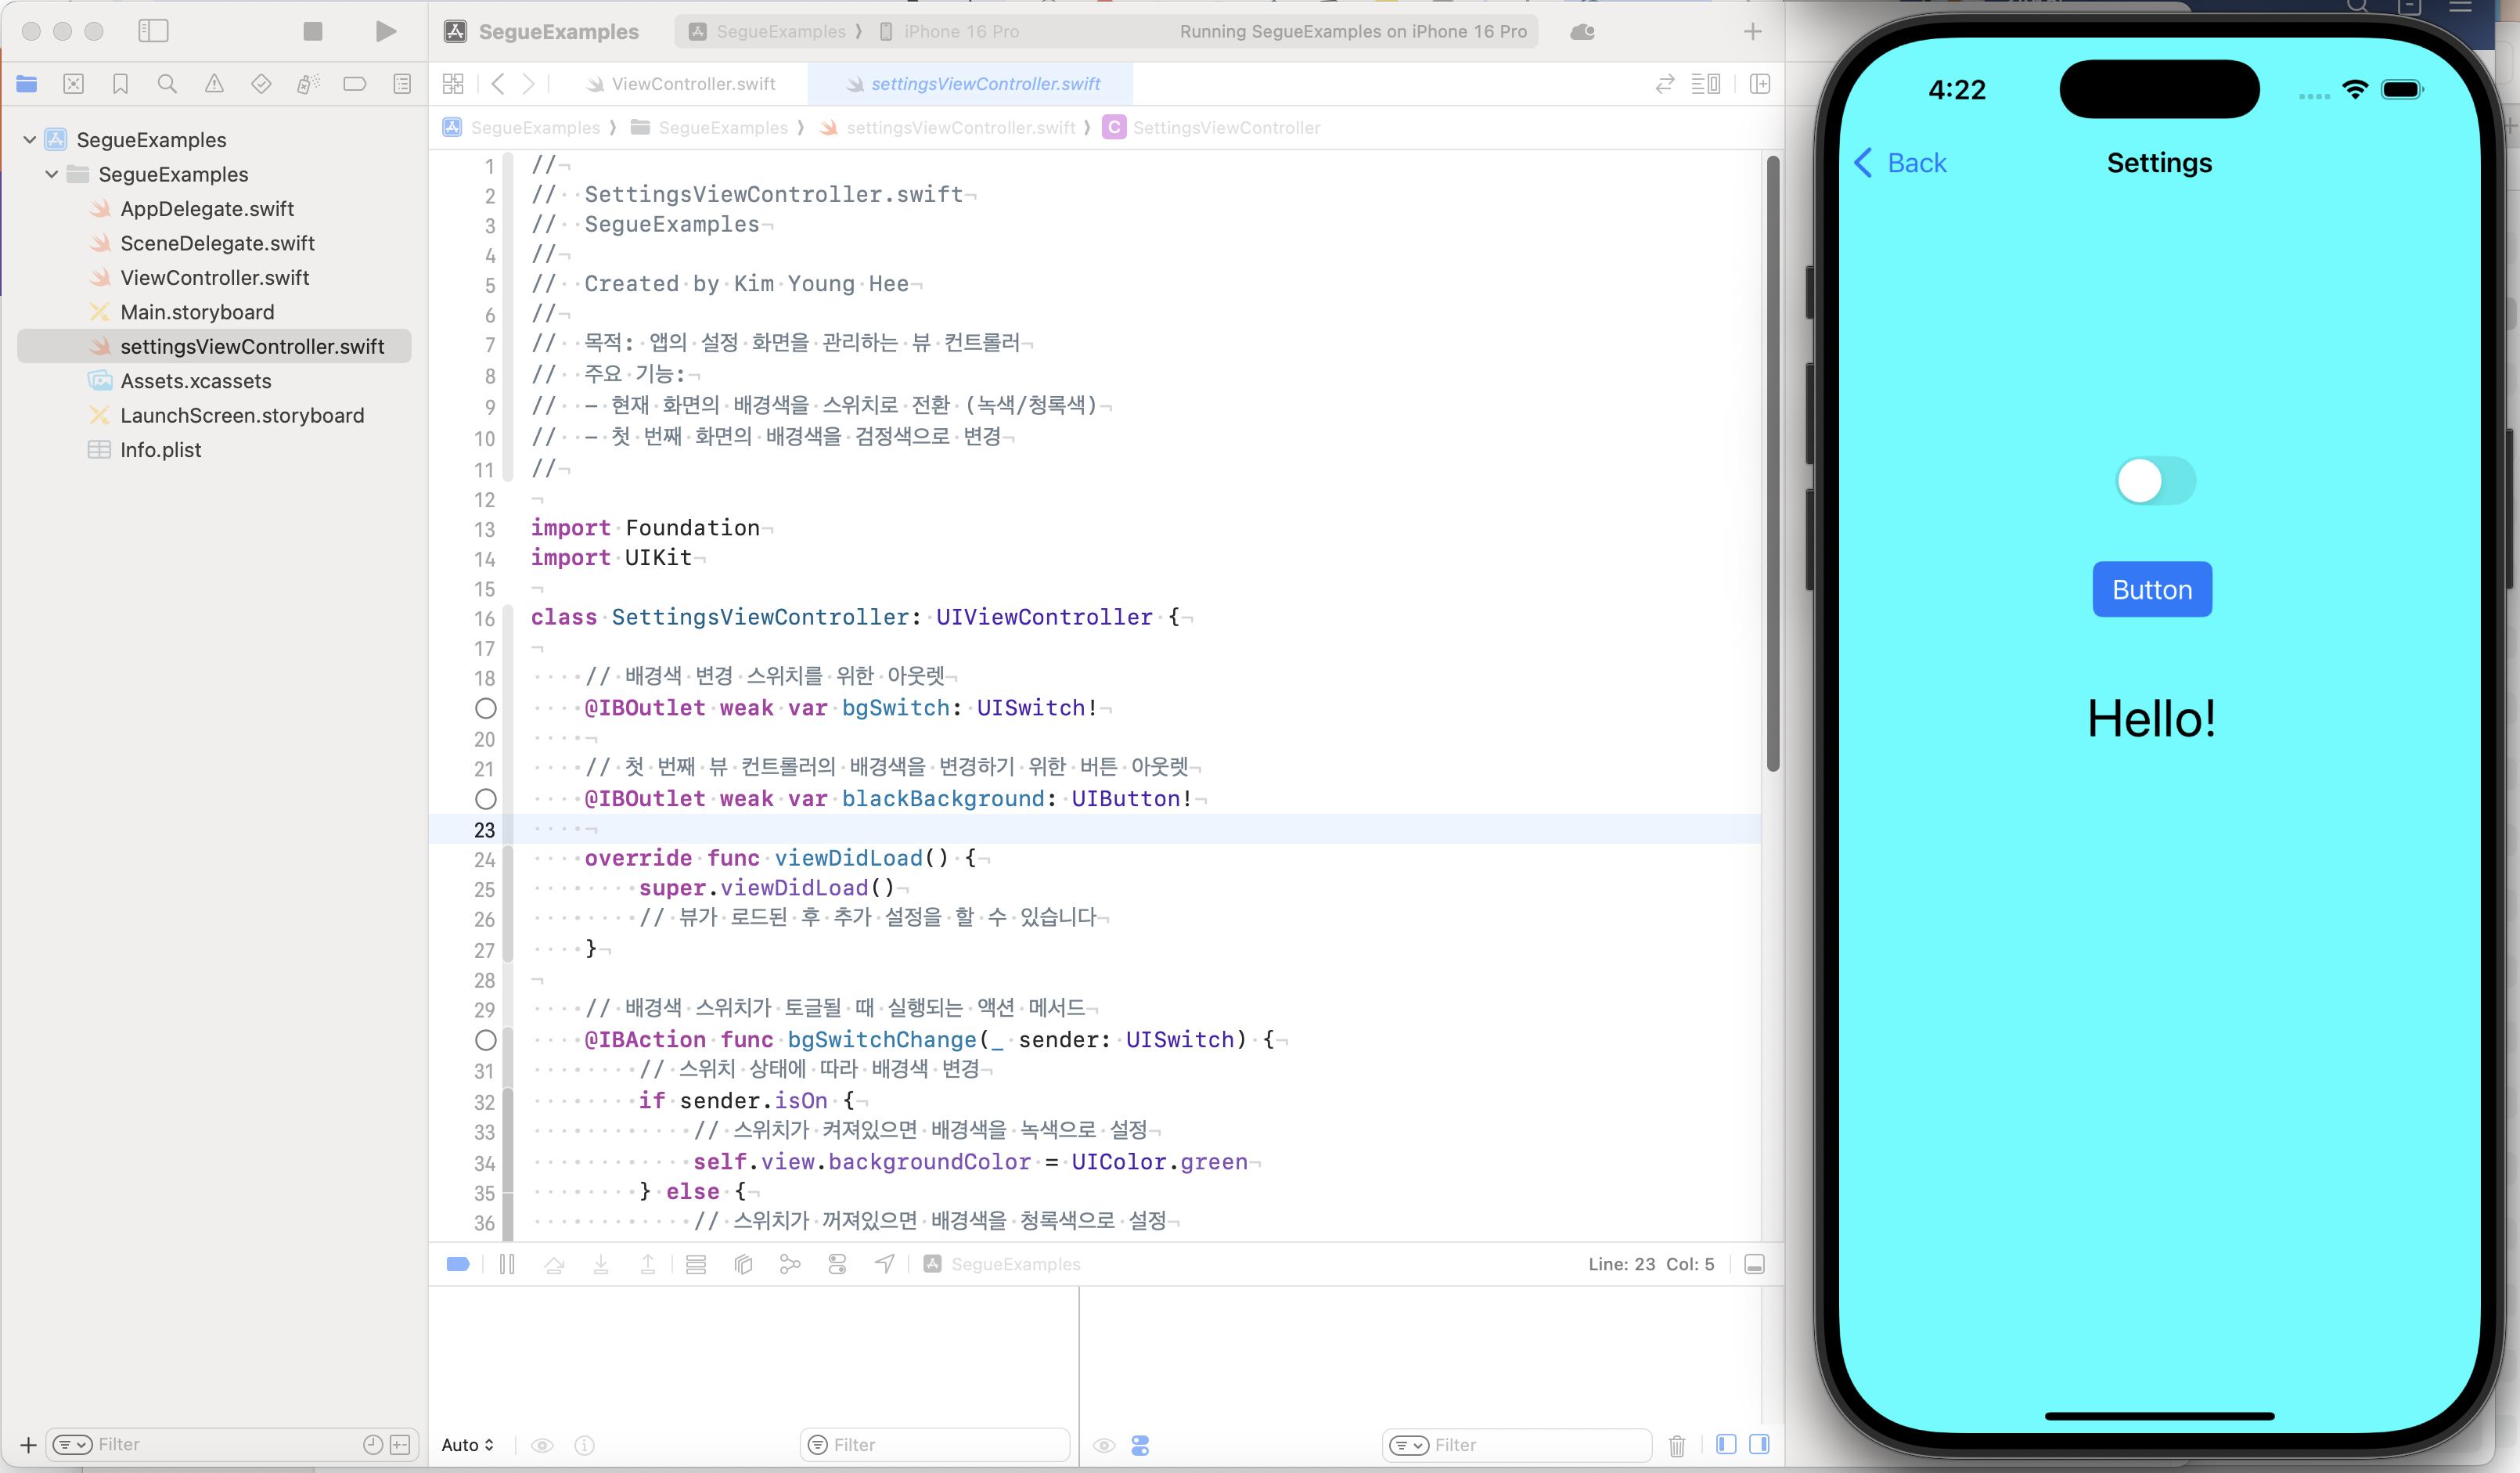 SegueExamples
SegueExamples ⟩ iPhone 16 Pro
Running SegueExamples on iPhone 16 Pro
ViewController.swift
settingsViewController.swift
SegueExamples ⟩ SegueExamples ⟩ settingsViewController.swift ⟩ C SettingsViewController
SegueExamples
SegueExamples
AppDelegate.swift
SceneDelegate.swift
ViewController.swift
Main.storyboard
settingsViewController.swift
Assets.xcassets
LaunchScreen.storyboard
Info.plist
Filter
1 //
2 // SettingsViewController.swift
3 // SegueExamples
4 //
5 // Created by Kim Young Hee
6 //
7 // 목적: 앱의 설정 화면을 관리하는 뷰 컨트롤러
8 // 주요 기능:
9 // – 현재 화면의 배경색을 스위치로 전환 (녹색/청록색)
10 // – 첫 번째 화면의 배경색을 검정색으로 변경
11 //
12
13 import Foundation
14 import UIKit
15
16 class SettingsViewController: UIViewController {
17
18 // 배경색 변경 스위치를 위한 아웃렛
@IBOutlet weak var bgSwitch: UISwitch!
20
21 // 첫 번째 뷰 컨트롤러의 배경색을 변경하기 위한 버튼 아웃렛
@IBOutlet weak var blackBackground: UIButton!
23
24 override func viewDidLoad() {
25 super.viewDidLoad()
26 // 뷰가 로드된 후 추가 설정을 할 수 있습니다
27 }
28
29 // 배경색 스위치가 토글될 때 실행되는 액션 메서드
@IBAction func bgSwitchChange(_ sender: UISwitch) {
31 // 스위치 상태에 따라 배경색 변경
32 if sender.isOn {
33 // 스위치가 켜져있으면 배경색을 녹색으로 설정
34 self.view.backgroundColor = UIColor.green
35 } else {
36 // 스위치가 꺼져있으면 배경색을 청록색으로 설정
SegueExamples
Line: 23 Col: 5
Auto
Filter
Filter
4:22
Back
Settings
Button
Hello!